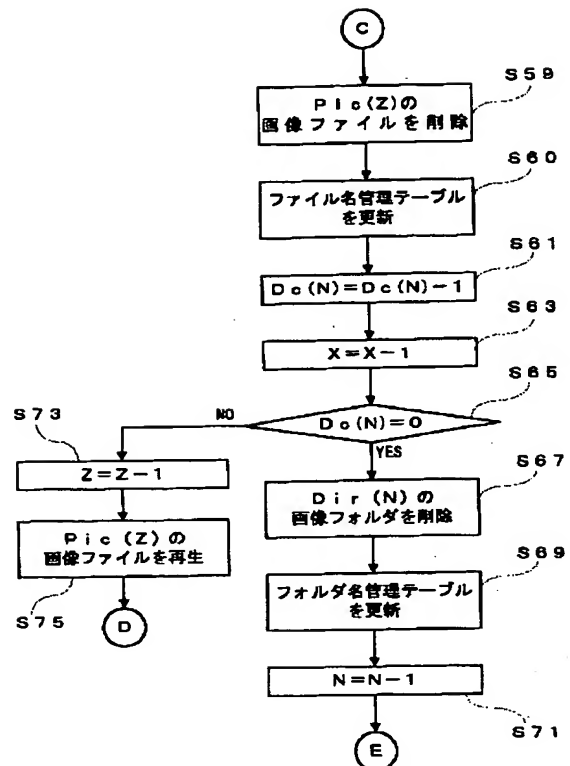 C
S59
Pic(Z)の
画像ファイルを削除
S60
ファイル名管理テーブル
を更新
S61
Dc(N)=Dc(N)-1
S63
X=X-1
S65
Dc(N)=0
NO
YES
S73
Z=Z-1
S67
Dir(N)の
画像フォルダを削除
Pic(Z)の
画像ファイルを再生
S75
D
S69
フォルダ名管理テーブル
を更新
N=N-1
S71
E